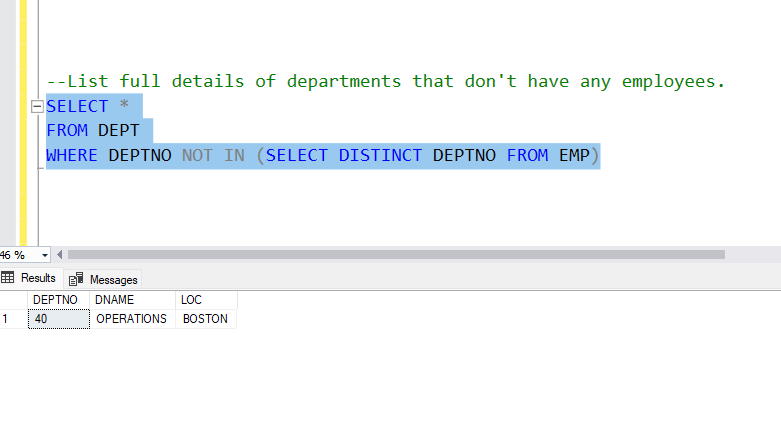 --List full details of departments that don't have any employees.
SELECT *
FROM DEPT
WHERE DEPTNO NOT IN (SELECT DISTINCT DEPTNO FROM EMP)
46 %
Results Messages
DEPTNO DNAME LOC
1 40 OPERATIONS BOSTON